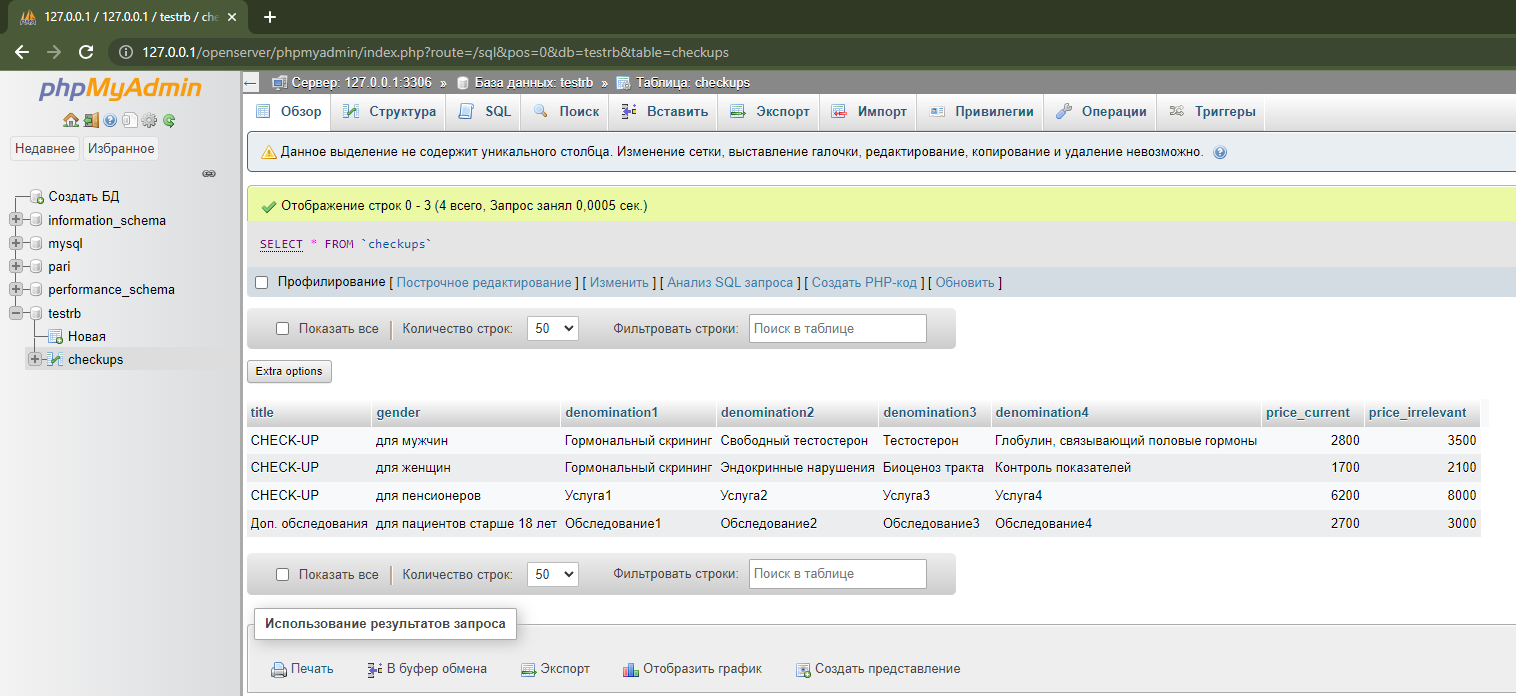 127.0.0.1 / 127.0.0.1 / testrb / che
127.0.0.1/openserver/phpmyadmin/index.php?route=/sql&pos=0&db=testrb&table=checkups
phpMyAdmin
Недавнее Избранное
Создать БД
information_schema
mysql
pari
performance_schema
testrb
Новая
checkups
Сервер: 127.0.0.1:3306 » База данных: testrb » Таблица: checkups
Обзор Структура SQL Поиск Вставить Экспорт Импорт Привилегии Операции Триггеры
Данное выделение не содержит уникального столбца. Изменение сетки, выставление галочки, редактирование, копирование и удаление невозможно.
Отображение строк 0 - 3 (4 всего, Запрос занял 0,0005 сек.)
SELECT * FROM `checkups`
Профилирование [ Построчное редактирование ] [ Изменить ] [ Анализ SQL запроса ] [ Создать PHP-код ] [ Обновить ]
Показать все Количество строк: 50 Фильтровать строки: Поиск в таблице
Extra options
title gender denomination1 denomination2 denomination3 denomination4 price_current price_irrelevant
CHECK-UP для мужчин Гормональный скрининг Свободный тестостерон Тестостерон Глобулин, связывающий половые гормоны 2800 3500
CHECK-UP для женщин Гормональный скрининг Эндокринные нарушения Биоценоз тракта Контроль показателей 1700 2100
CHECK-UP для пенсионеров Услуга1 Услуга2 Услуга3 Услуга4 6200 8000
Доп. обследования для пациентов старше 18 лет Обследование1 Обследование2 Обследование3 Обследование4 2700 3000
Показать все Количество строк: 50 Фильтровать строки: Поиск в таблице
Использование результатов запроса
Печать В буфер обмена Экспорт Отобразить график Создать представление